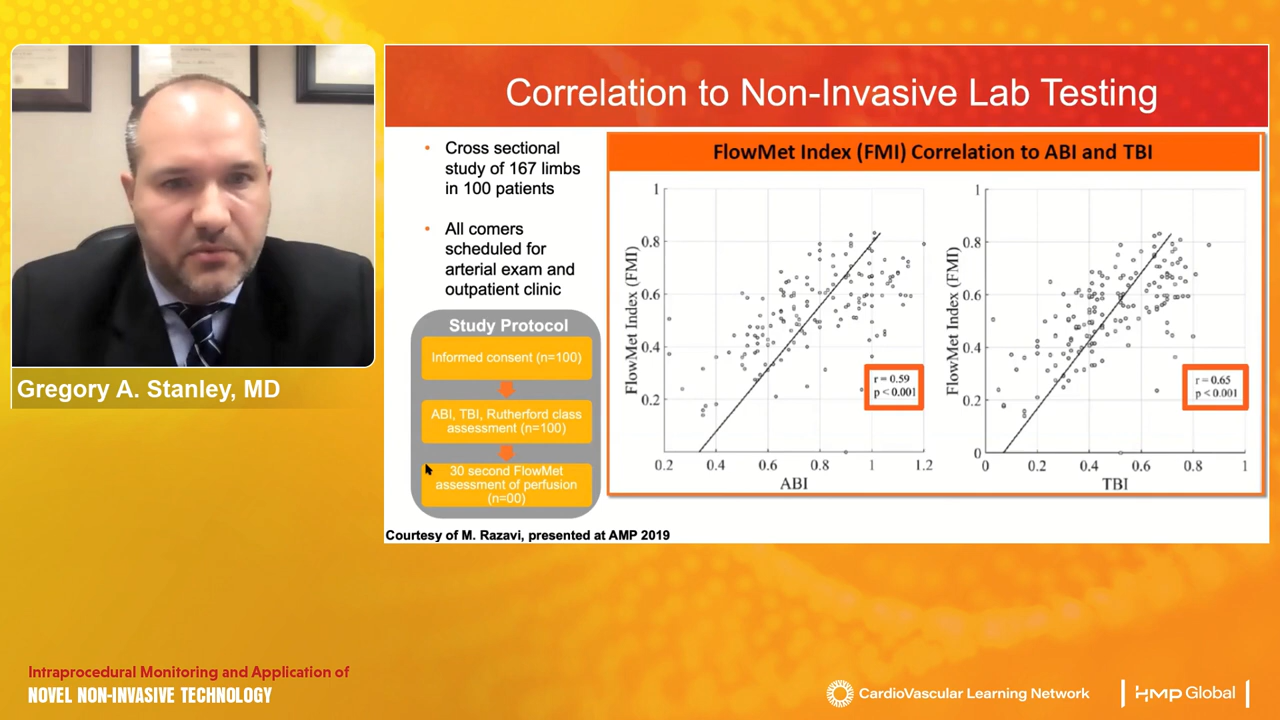 Correlation to Non-Invasive Lab Testing
• Cross sectional
study of 167 limbs
in 100 patients
• All comers
scheduled for
arterial exam and
outpatient clinic
Study Protocol
Informed consent (n=100)
ABI, TBI, Rutherford class
assessment (n=100)
30 second FlowMet
assessment of perfusion
(n=00)
FlowMet Index (FMI) Correlation to ABI and TBI
FlowMet Index (FMI)
1
0.8
0.6
0.4
0.2
0.2 0.4 0.6 0.8 1 1.2
ABI
r = 0.59
p < 0.001
FlowMet Index (FMI)
1
0.8
0.6
0.4
0.2
0
0 0.2 0.4 0.6 0.8 1
TBI
r = 0.65
p < 0.001
Courtesy of M. Razavi, presented at AMP 2019
Gregory A. Stanley, MD
Intraprocedural Monitoring and Application of
NOVEL NON-INVASIVE TECHNOLOGY
CardioVascular Learning Network
HMP Global